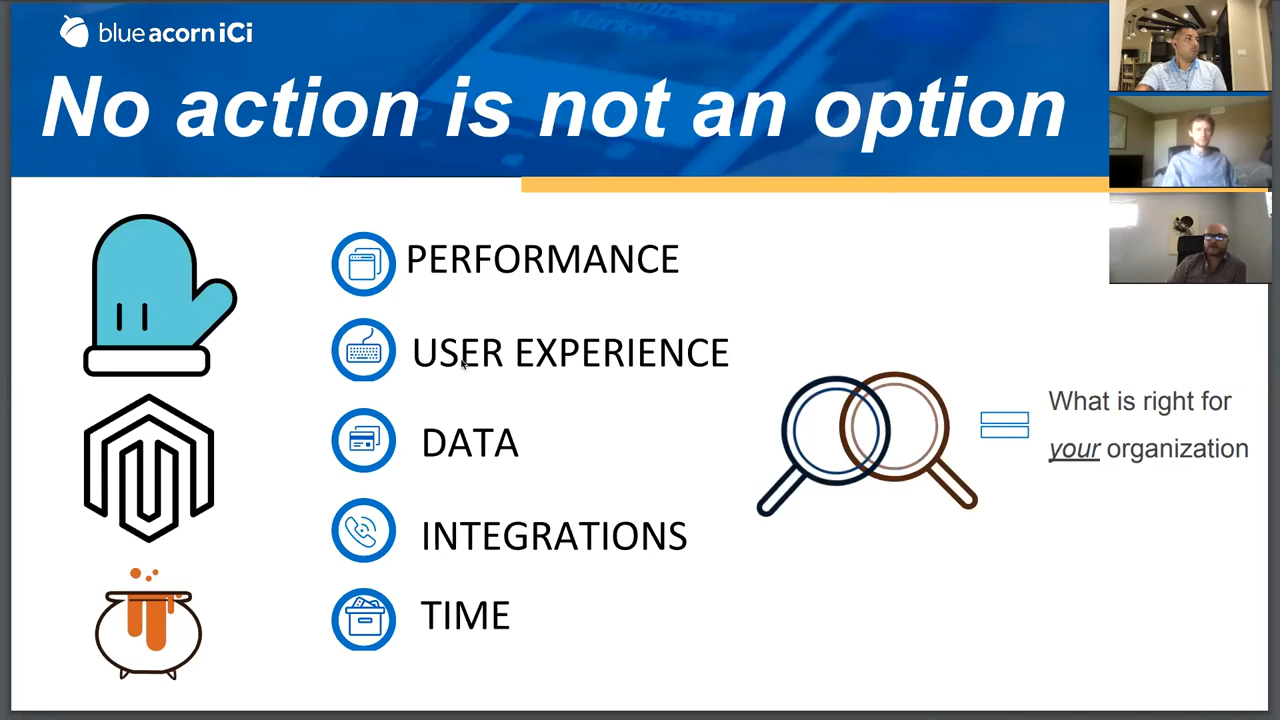 blue acorn iCi
No action is not an option
PERFORMANCE
USER EXPERIENCE
DATA
INTEGRATIONS
TIME
What is right for
your organization